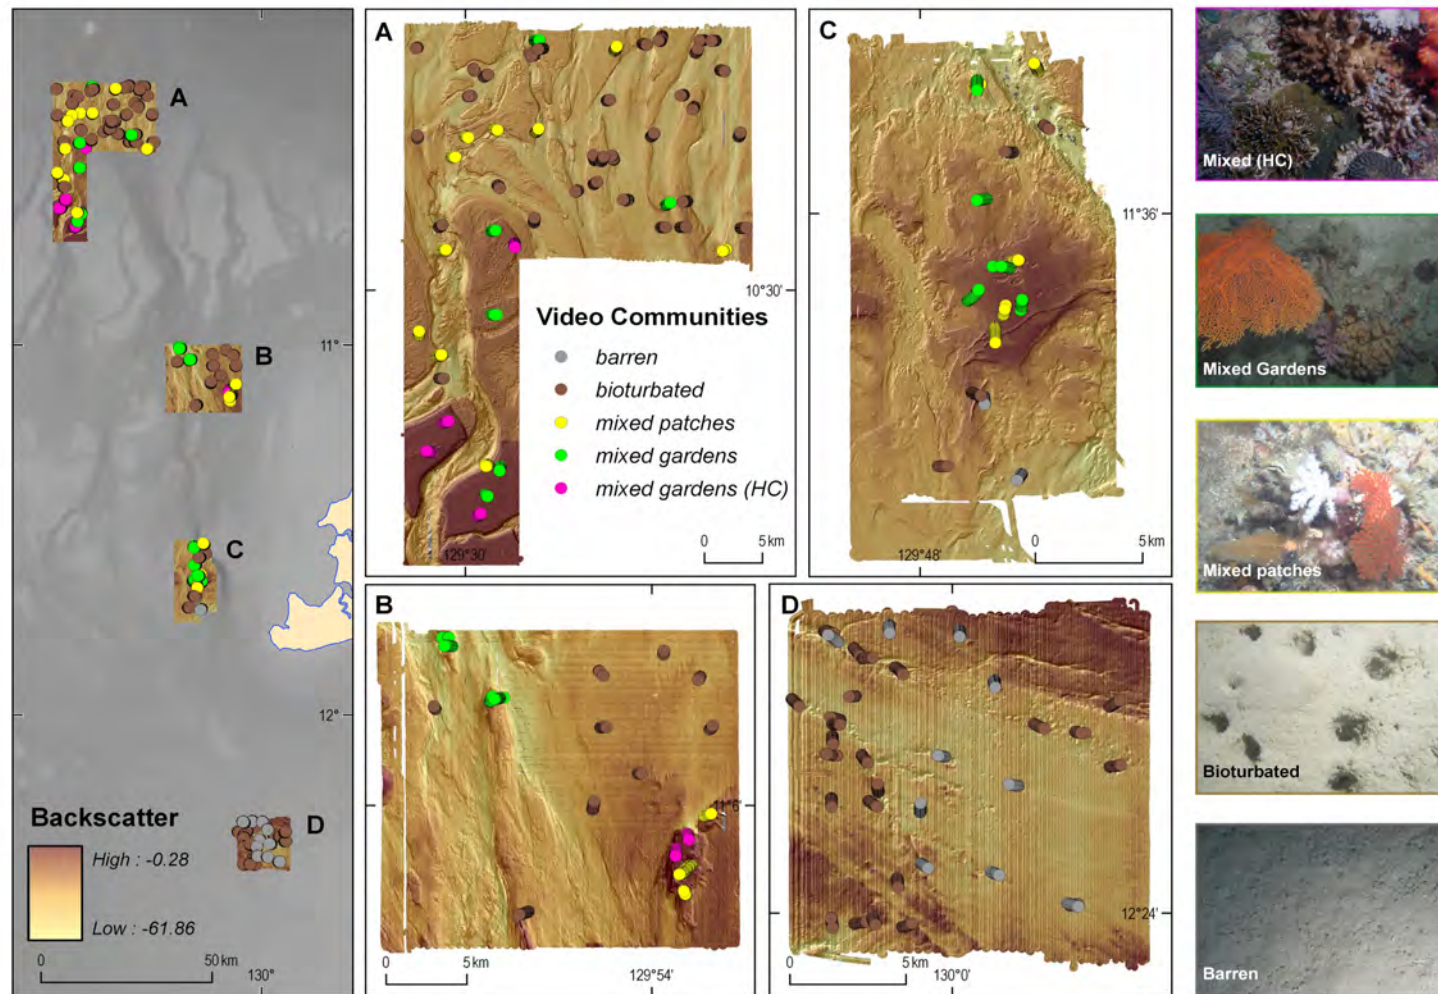 A
B
C
D
11°
12°
130°
Backscatter
High : -0.28
Low : -61.86
0
50 km
A
10°30'
129°30'
0
5 km
Video Communities
barren
bioturbated
mixed patches
mixed gardens
mixed gardens (HC)
C
11°36'
129°48'
0
5 km
B
11°6'
0
5 km
129°54'
D
12°24'
0
5 km
130°0'
Mixed (HC)
Mixed Gardens
Mixed patches
Bioturbated
Barren